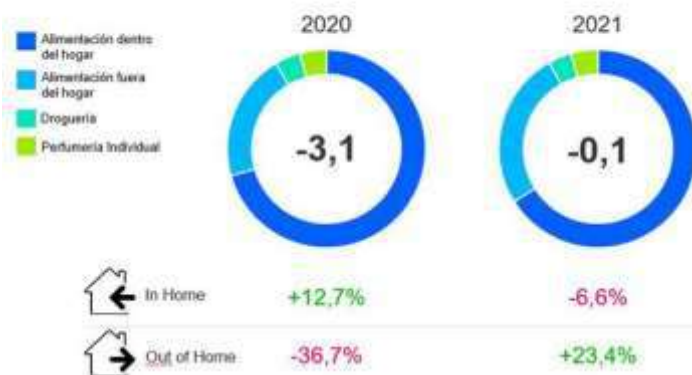 2020
2021
Alimentación dentro
del hogar
Alimentación fuera
del hogar
Droguería
Perfumería Individual
-3,1
-0,1
In Home
+12,7%
-6,6%
Out of Home
-36,7%
+23,4%